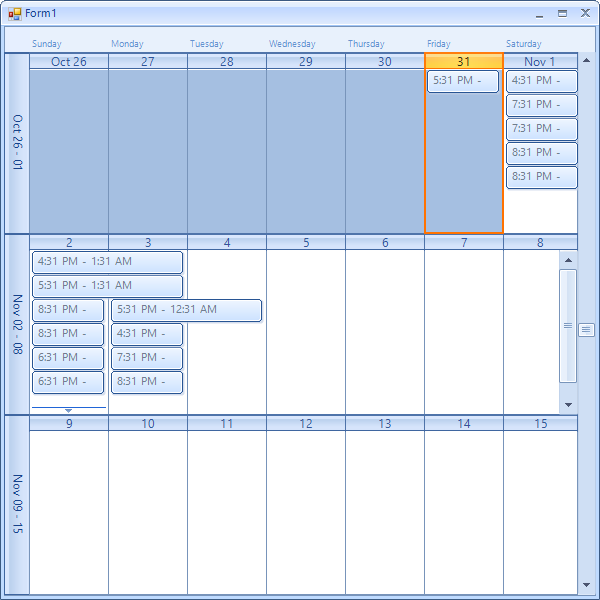 Form1
Sunday Monday Tuesday Wednesday Thursday Friday Saturday
Oct 26 - 01
Oct 26 27 28 29 30 31 Nov 1
5:31 PM - 4:31 PM -
7:31 PM -
7:31 PM -
8:31 PM -
8:31 PM -
Nov 02 - 08
2 3 4 5 6 7 8
4:31 PM - 1:31 AM
5:31 PM - 1:31 AM
8:31 PM - 5:31 PM - 12:31 AM
8:31 PM - 4:31 PM -
6:31 PM - 7:31 PM -
6:31 PM - 8:31 PM -
Nov 09 - 15
9 10 11 12 13 14 15